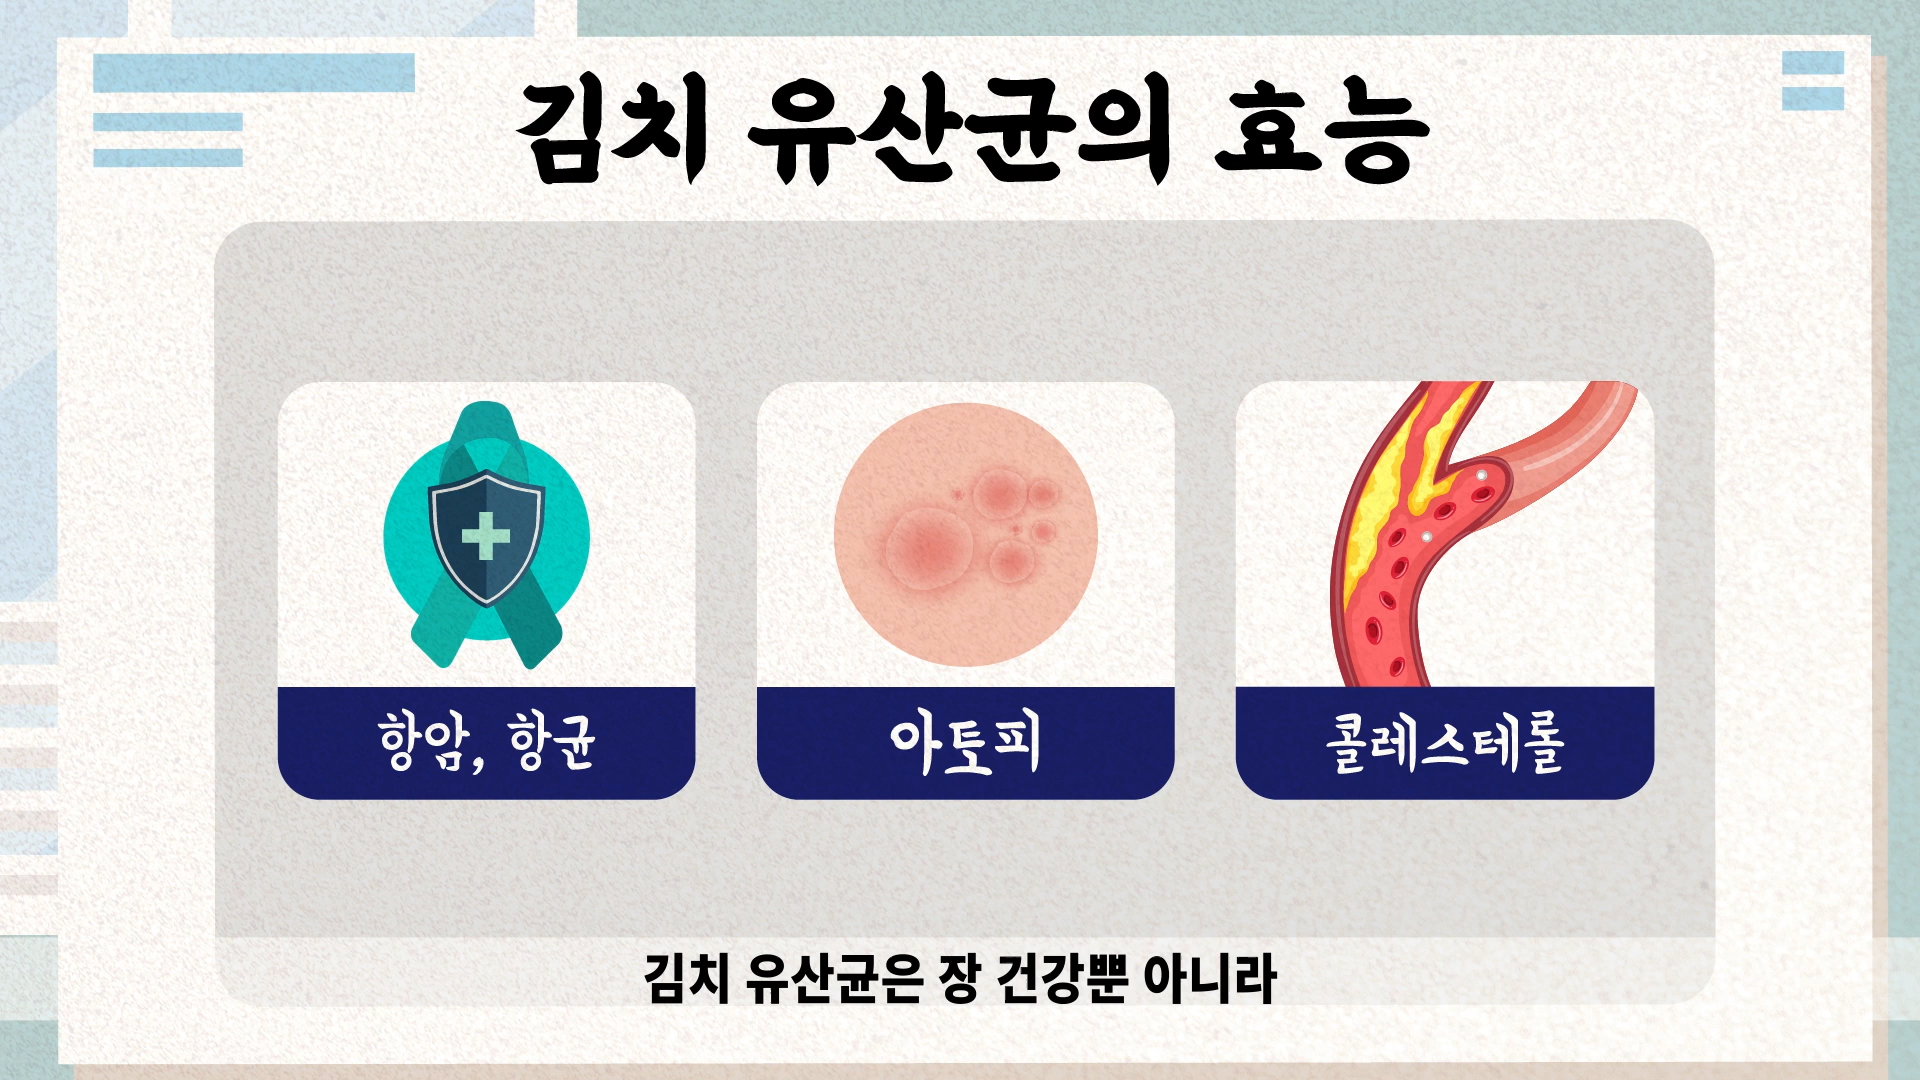 김치 유산균의 효능
항암, 항균
아토피
콜레스테롤
김치 유산균은 장 건강뿐 아니라